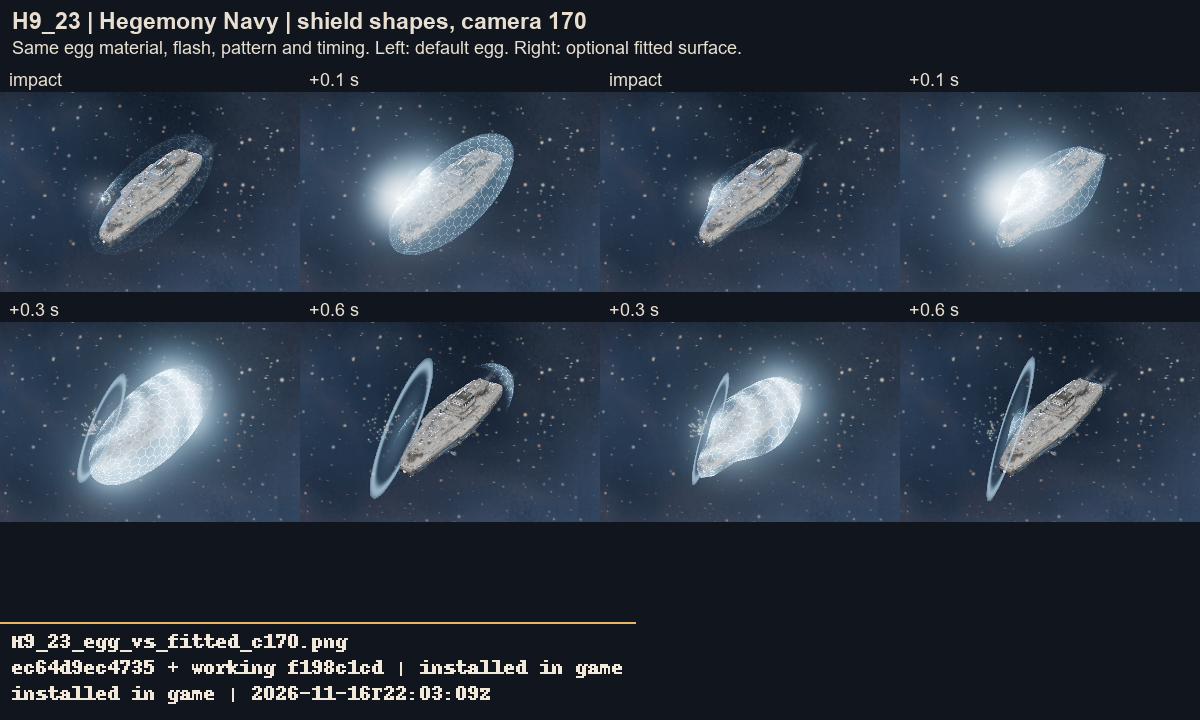 H9_23 | Hegemony Navy | shield shapes, camera 170
Same egg material, flash, pattern and timing. Left: default egg. Right: optional fitted surface.
impact
+0.1 s
impact
+0.1 s
+0.3 s
+0.6 s
+0.3 s
+0.6 s
H9_23_egg_vs_fitted_c170.png
ec64d9ec4735 + working f198c1cd | installed in game
installed in game | 2026-11-16T22:03:09Z